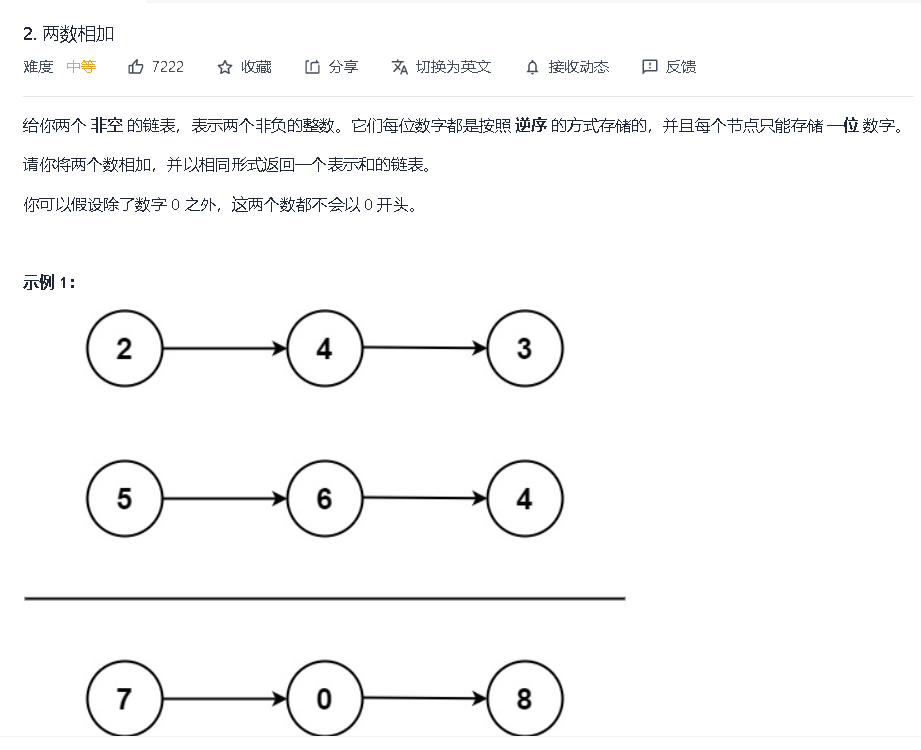 2. 两数相加
难度 中等 7222 收藏 分享 切换为英文 接收动态 反馈
给你两个 非空 的链表，表示两个非负的整数。它们每位数字都是按照 逆序 的方式存储的，并且每个节点只能存储 一位 数字。
请你将两个数相加，并以相同形式返回一个表示和的链表。
你可以假设除了数字 0 之外，这两个数都不会以 0 开头。
示例 1：
2 4 3
5 6 4
7 0 8